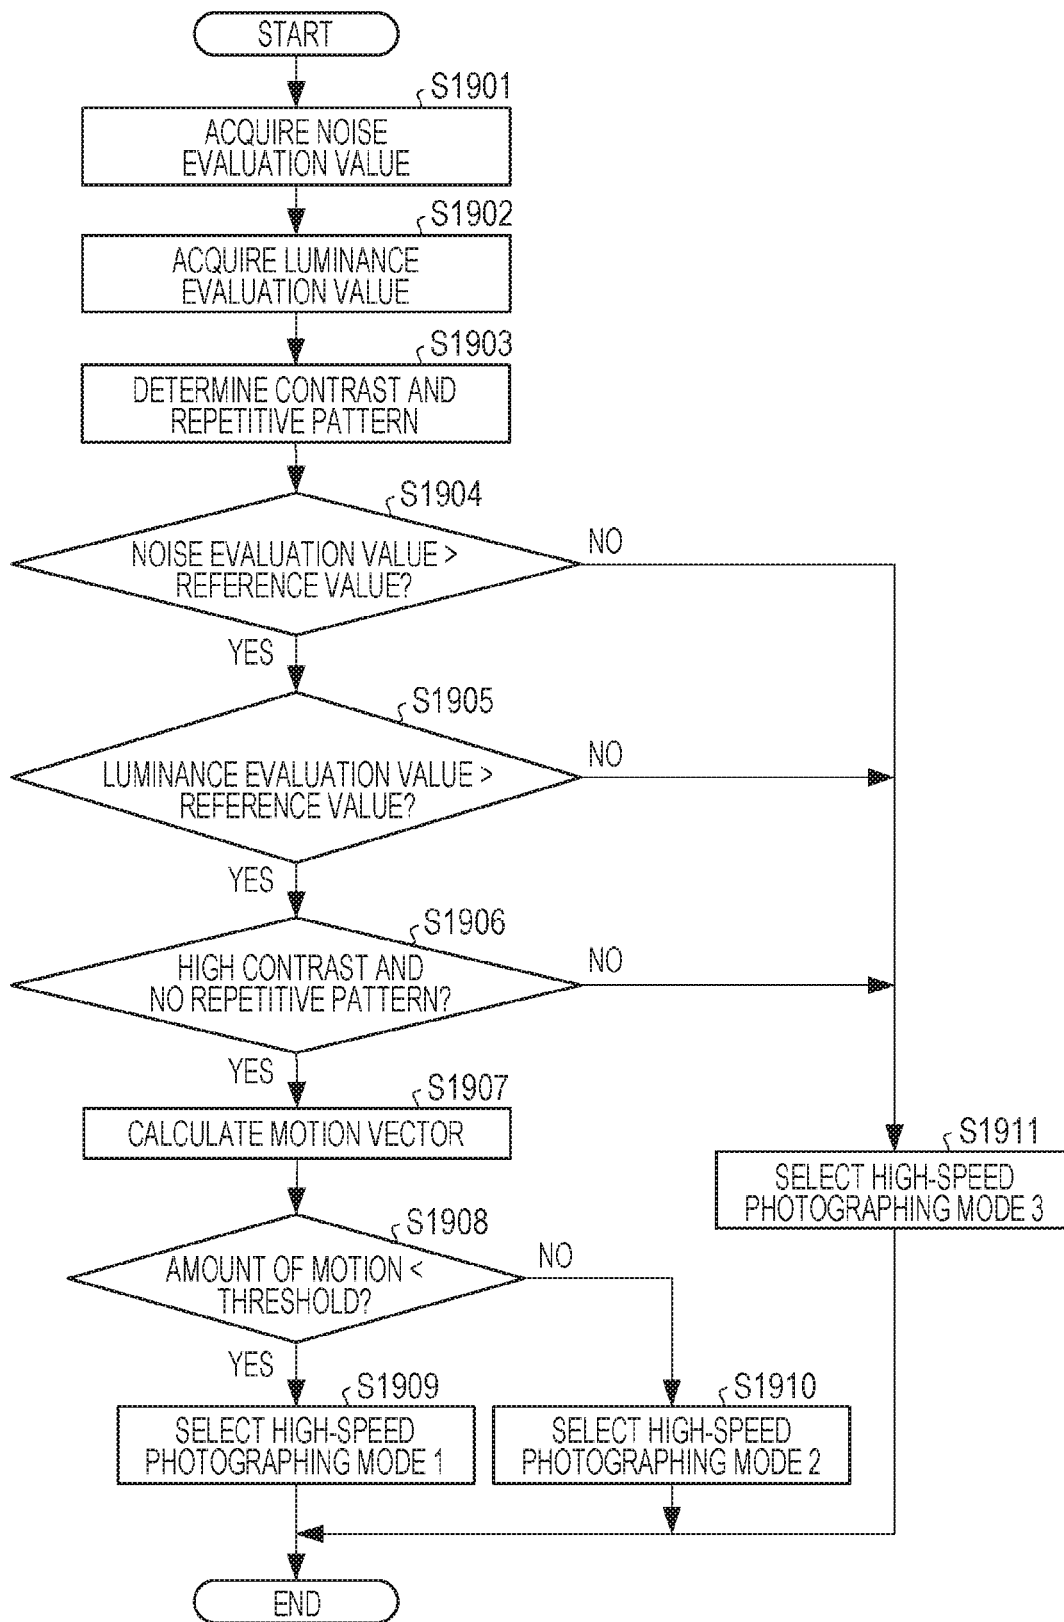 START
S1901
ACQUIRE NOISE
EVALUATION VALUE
S1902
ACQUIRE LUMINANCE
EVALUATION VALUE
S1903
DETERMINE CONTRAST AND
REPETITIVE PATTERN
S1904
NOISE EVALUATION VALUE >
REFERENCE VALUE?
NO
YES
S1905
LUMINANCE EVALUATION VALUE >
REFERENCE VALUE?
NO
YES
S1906
HIGH CONTRAST AND
NO REPETITIVE PATTERN?
NO
YES
S1907
CALCULATE MOTION VECTOR
S1911
SELECT HIGH-SPEED
PHOTOGRAPHING MODE 3
S1908
AMOUNT OF MOTION <
THRESHOLD?
NO
YES
S1909
SELECT HIGH-SPEED
PHOTOGRAPHING MODE 1
S1910
SELECT HIGH-SPEED
PHOTOGRAPHING MODE 2
END